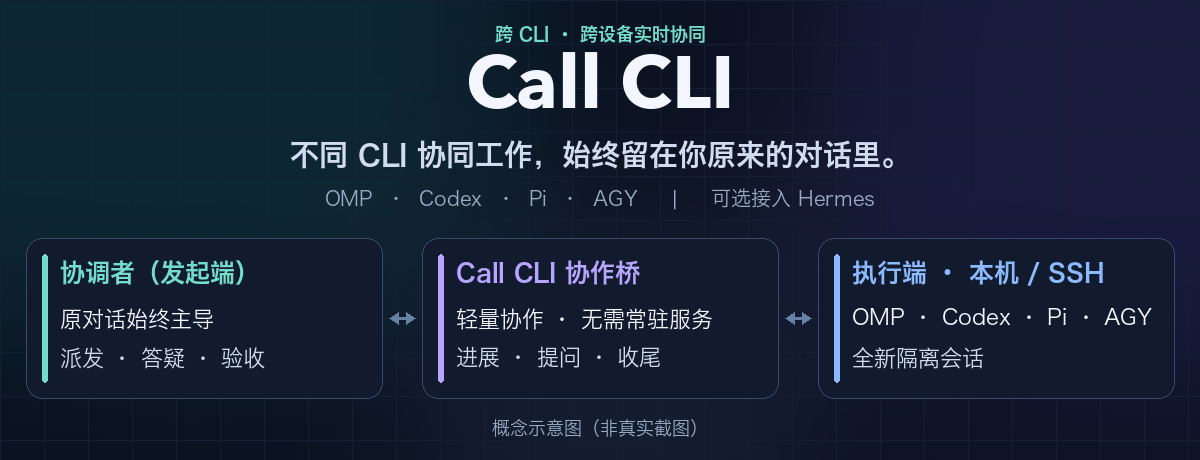 跨 CLI · 跨设备实时协同
Call CLI
不同 CLI 协同工作，始终留在你原来的对话里。
OMP · Codex · Pi · AGY | 可选接入 Hermes
协调者（发起端）
原对话始终主导
派发 · 答疑 · 验收
Call CLI 协作桥
轻量协作 · 无需常驻服务
进展 · 提问 · 收尾
执行端 · 本机 / SSH
OMP · Codex · Pi · AGY
全新隔离会话
概念示意图（非真实截图）